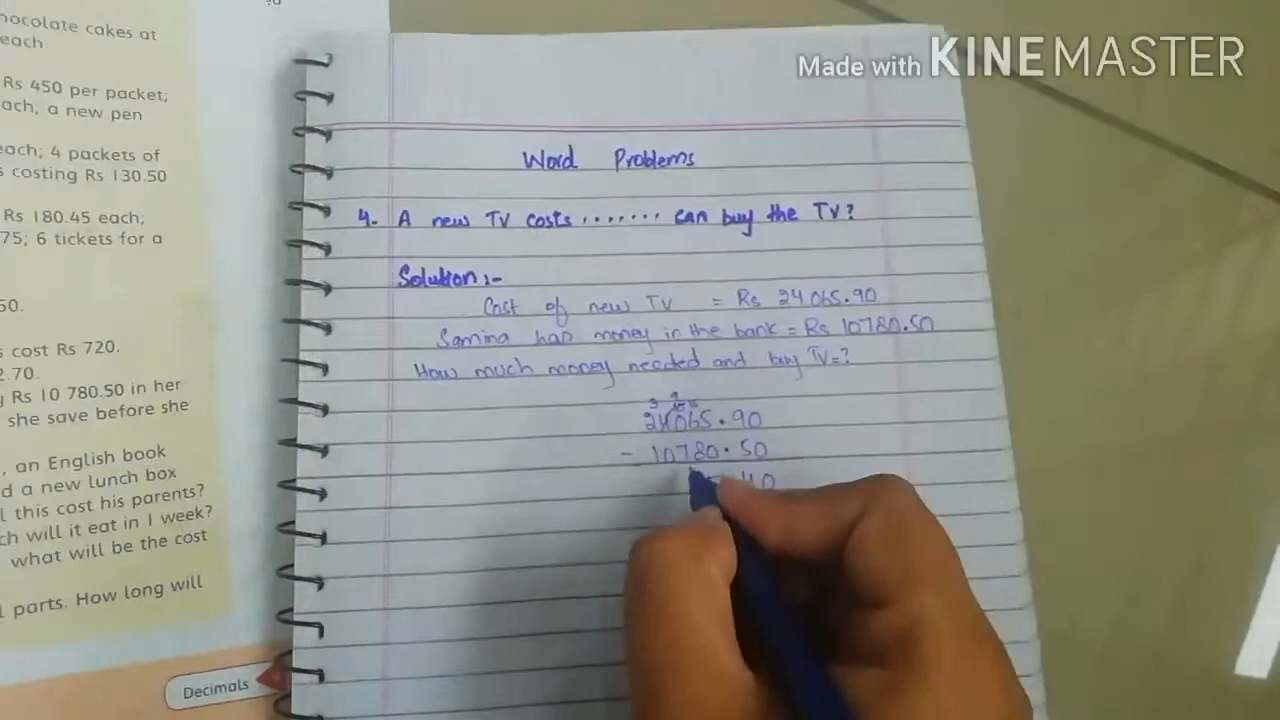 hocolate cakes at
each
Rs 450 per packet;
ach; a new pen
each; 4 packets of
s costing Rs 130.50
Rs 180.45 each;
75; 6 tickets for a
50.
s cost Rs 720.
2.70.
y Rs 10 780.50 in her
she save before she
, an English book
d a new lunch box
l this cost his parents?
ch will it eat in 1 week?
what will be the cost
l parts. How long will
Decimals
Made with KINEMASTER
Word Problems
4. A new TV costs ....... can buy the TV?
Solution:-
Cost of new TV = Rs 24065.90
Samina has money in the bank = Rs 10780.50
How much money needed and buy TV=?
24065.90
- 10780.50
40